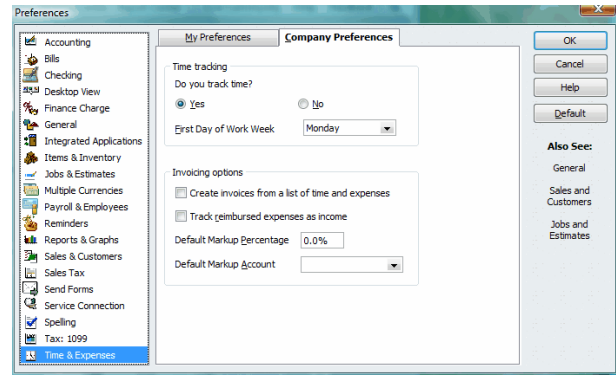 Preferences
Accounting
Bills
Checking
Desktop View
Finance Charge
General
Integrated Applications
Items & Inventory
Jobs & Estimates
Multiple Currencies
Payroll & Employees
Reminders
Reports & Graphs
Sales & Customers
Sales Tax
Send Forms
Service Connection
Spelling
Tax: 1099
Time & Expenses
My Preferences
Company Preferences
Time tracking
Do you track time?
Yes
No
First Day of Work Week
Monday
Invoicing options
Create invoices from a list of time and expenses
Track reimbursed expenses as income
Default Markup Percentage
0.0%
Default Markup Account
OK
Cancel
Help
Default
Also See:
General
Sales and
Customers
Jobs and
Estimates